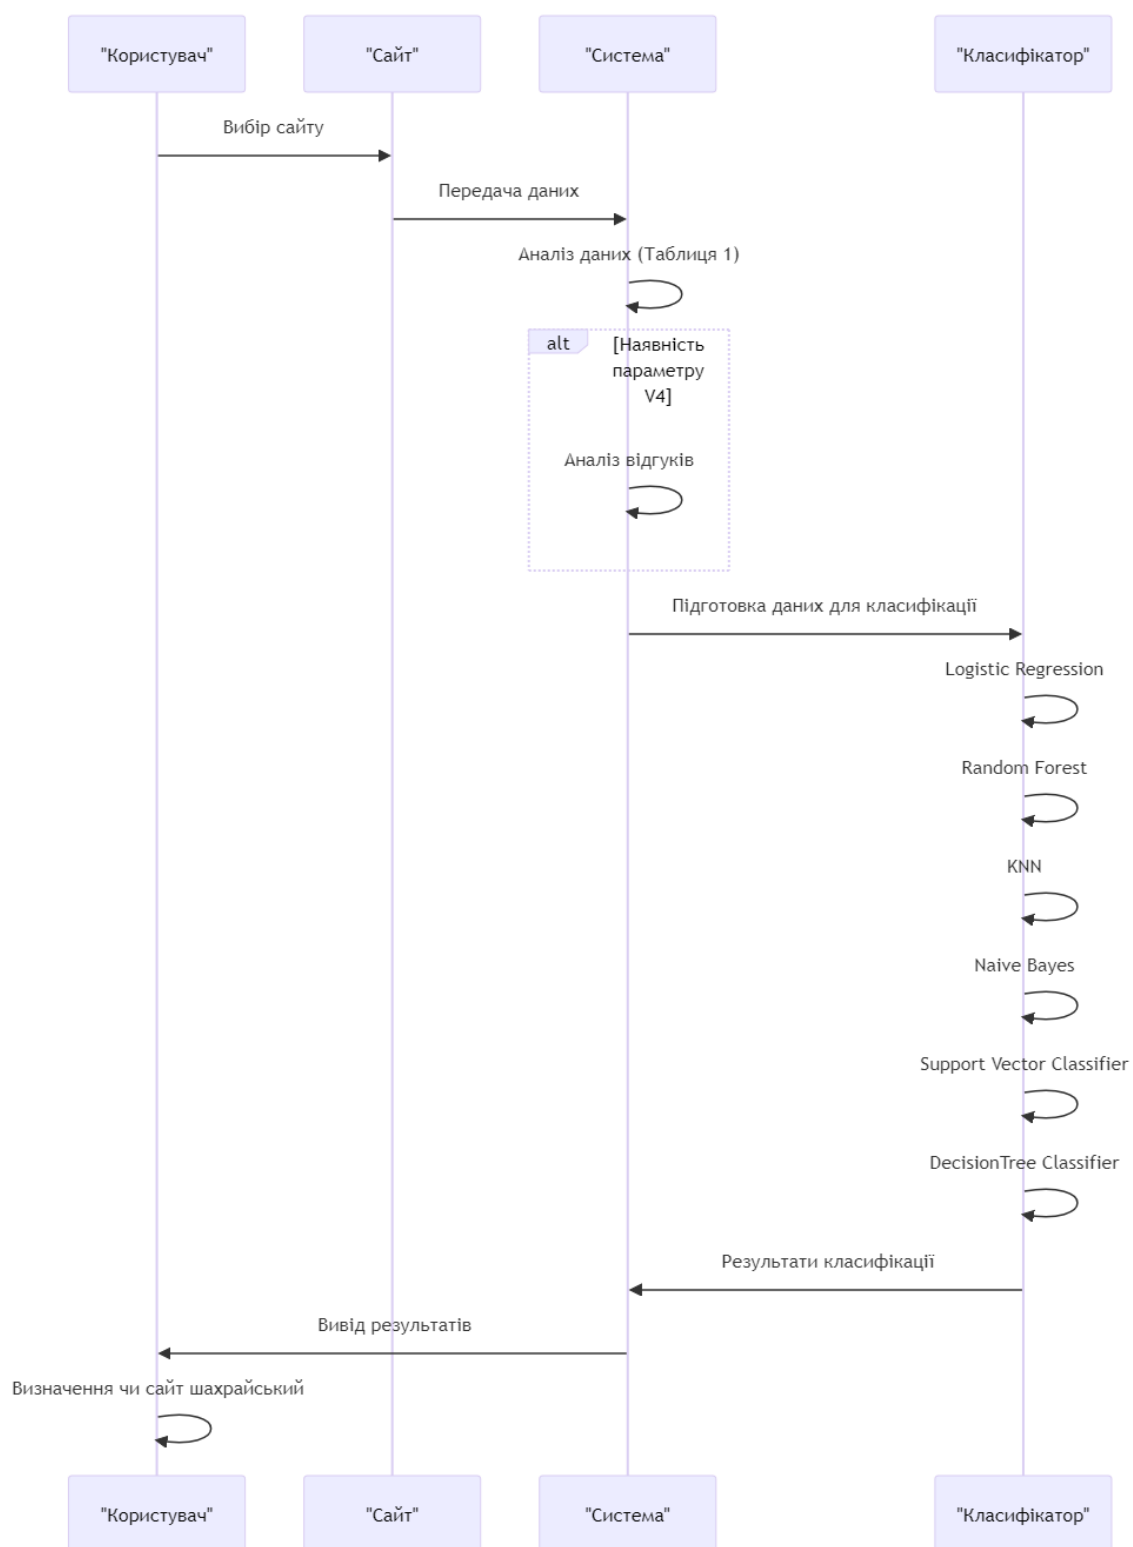 "Користувач"
"Сайт"
"Система"
"Класифікатор"
Вибір сайту
Передача даних
Аналіз даних (Таблиця 1)
alt
[Наявність
параметру
V4]
Аналіз відгуків
Підготовка даних для класифікації
Logistic Regression
Random Forest
KNN
Naive Bayes
Support Vector Classifier
DecisionTree Classifier
Результати класифікації
Вивід результатів
Визначення чи сайт шахрайський
"Користувач"
"Сайт"
"Система"
"Класифікатор"